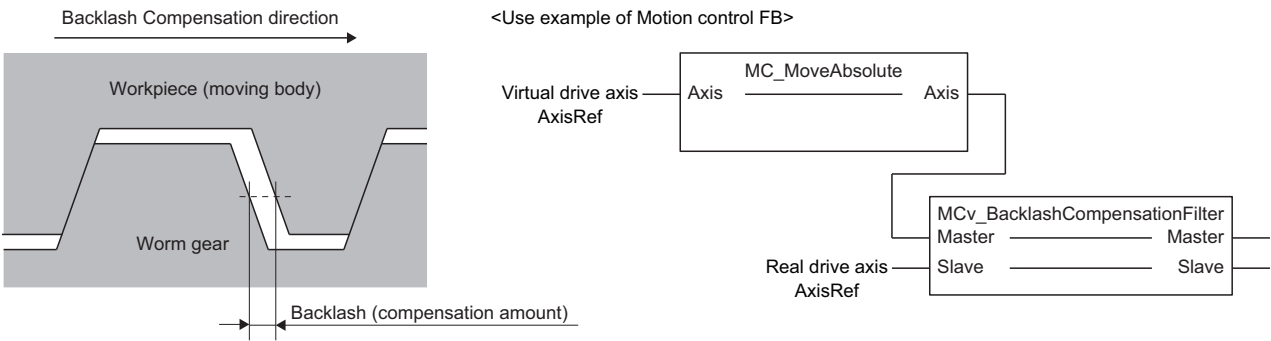 Backlash Compensation direction
Workpiece (moving body)
Worm gear
Backlash (compensation amount)
<Use example of Motion control FB>
MC_MoveAbsolute
Virtual drive axis
AxisRef
Axis
Axis
MCv_BacklashCompensationFilter
Master
Master
Real drive axis
AxisRef
Slave
Slave